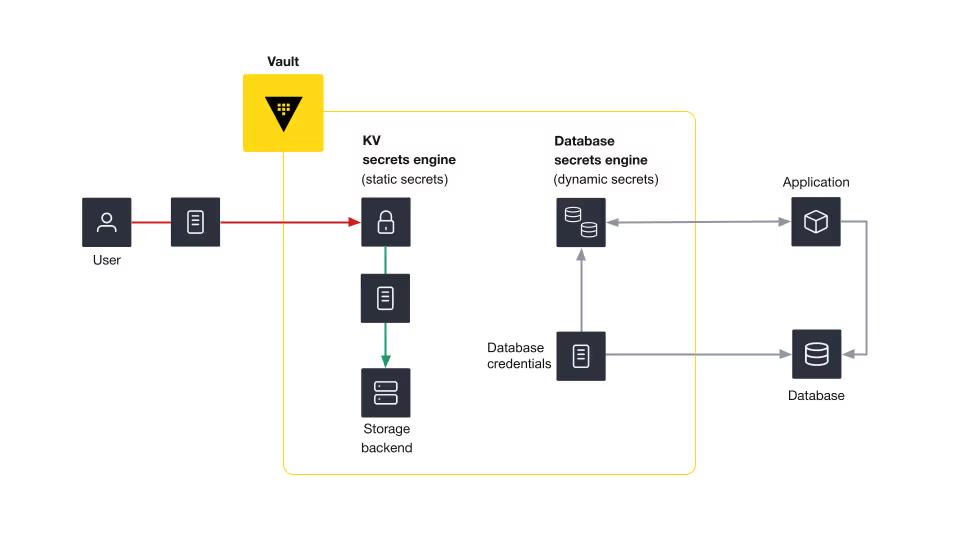 Vault
KV
secrets engine
(static secrets)
Database
secrets engine
(dynamic secrets)
Application
User
Database
credentials
Database
Storage
backend